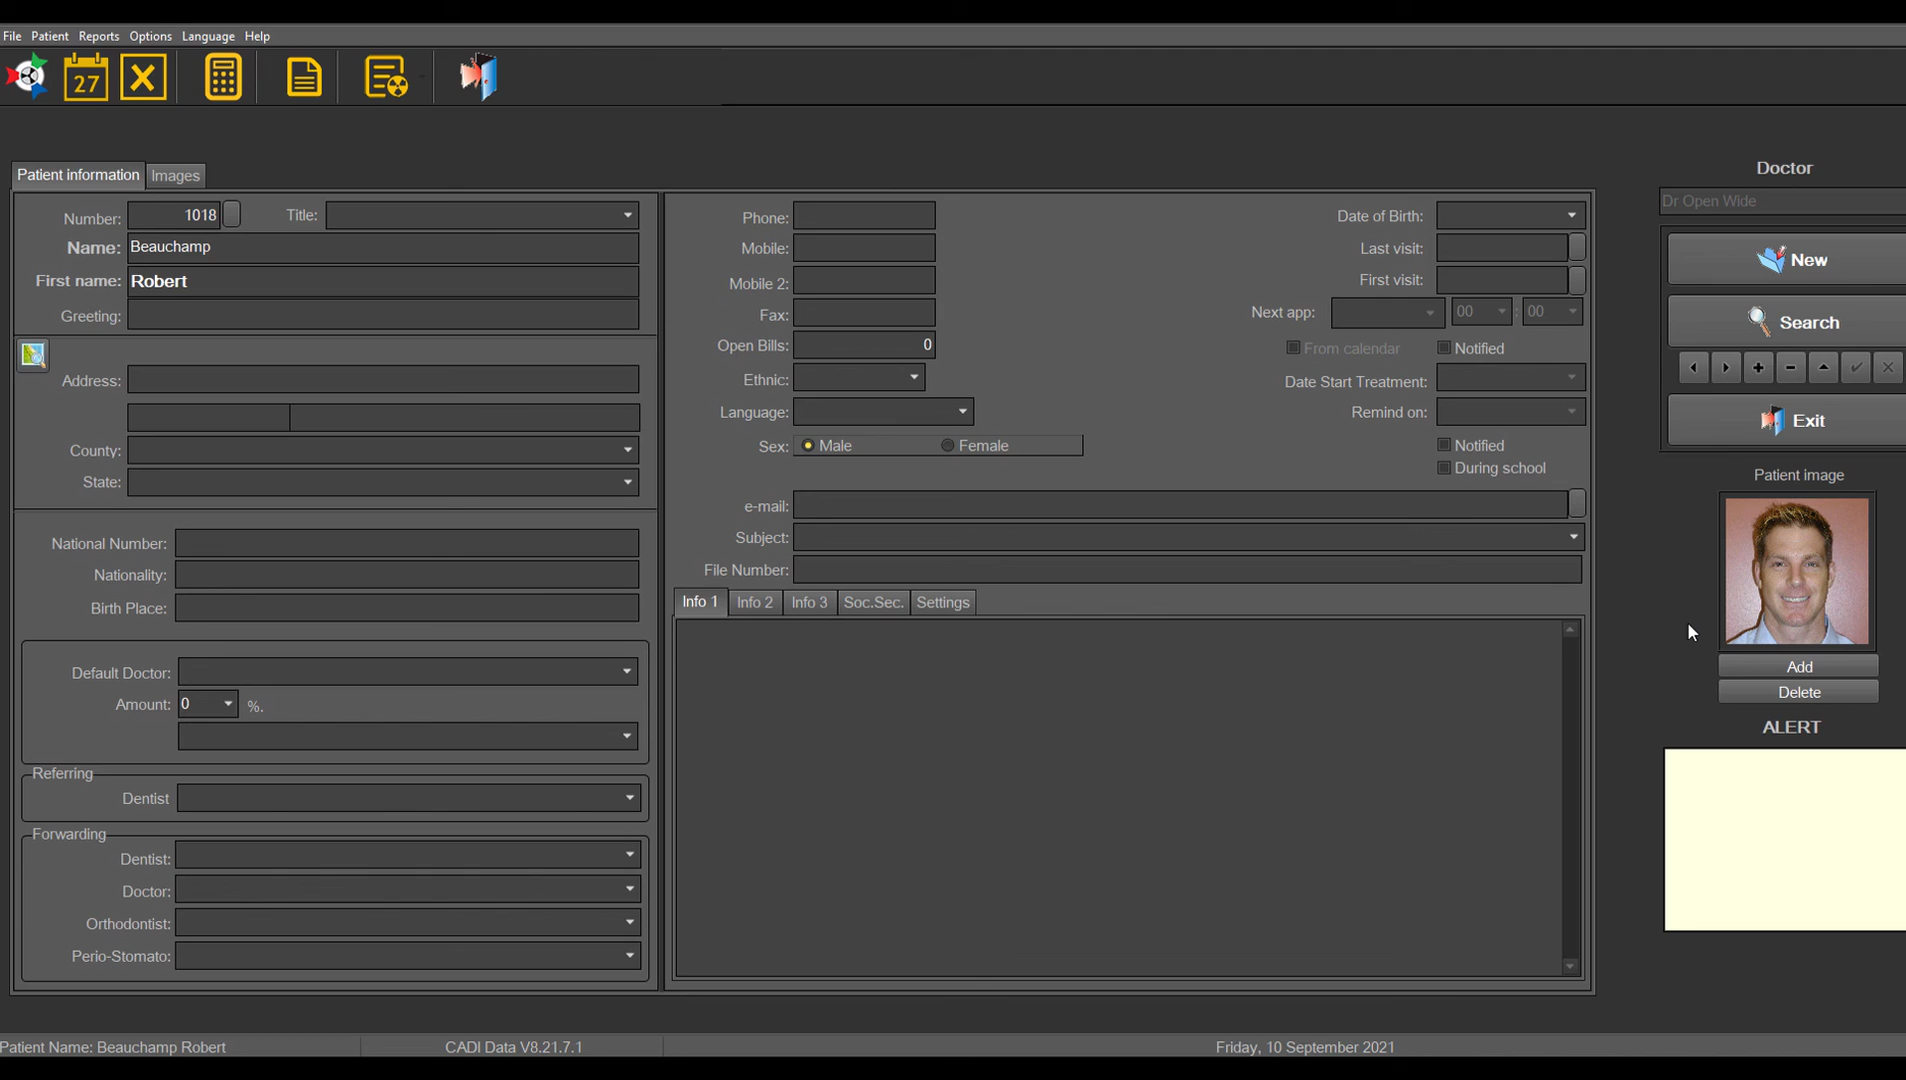 File Patient Reports Options Language Help
27
Patient information Images
Number: 1018 Title:
Name: Beauchamp
First name: Robert
Greeting:
Address:
County:
State:
National Number:
Nationality:
Birth Place:
Default Doctor:
Amount: 0 %.
Referring
Dentist
Forwarding
Dentist:
Doctor:
Orthodontist:
Perio-Stomato:
Phone:
Mobile:
Mobile 2:
Fax:
Open Bills: 0
Ethnic:
Language:
Sex: Male Female
Date of Birth:
Last visit:
First visit:
Next app: 00 : 00
From calendar Notified
Date Start Treatment:
Remind on:
Notified
During school
e-mail:
Subject:
File Number:
Info 1 Info 2 Info 3 Soc.Sec. Settings
Doctor
Dr Open Wide
New
Search
Exit
Patient image
Add
Delete
ALERT
Patient Name: Beauchamp Robert CADI Data V8.21.7.1 Friday, 10 September 2021